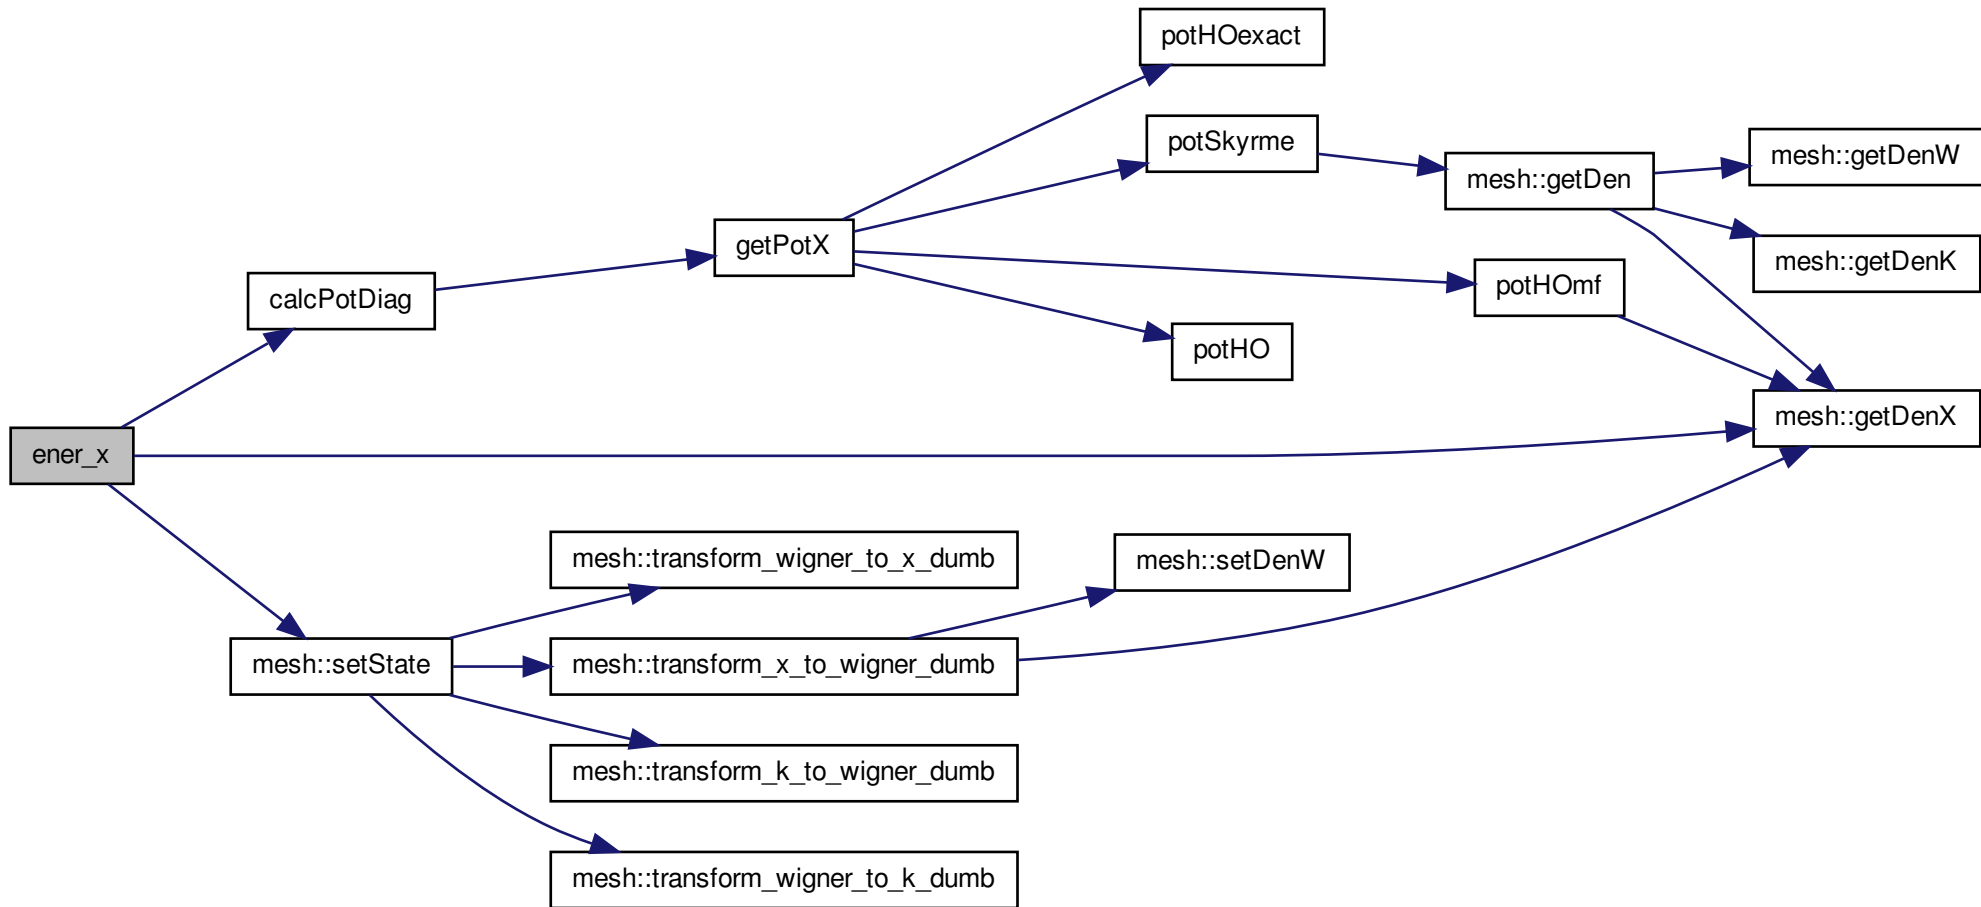 potHOexact
potSkyrme
mesh::getDenW
mesh::getDen
getPotX
mesh::getDenK
potHOmf
calcPotDiag
potHO
mesh::getDenX
ener_x
mesh::transform_wigner_to_x_dumb
mesh::setDenW
mesh::setState
mesh::transform_x_to_wigner_dumb
mesh::transform_k_to_wigner_dumb
mesh::transform_wigner_to_k_dumb